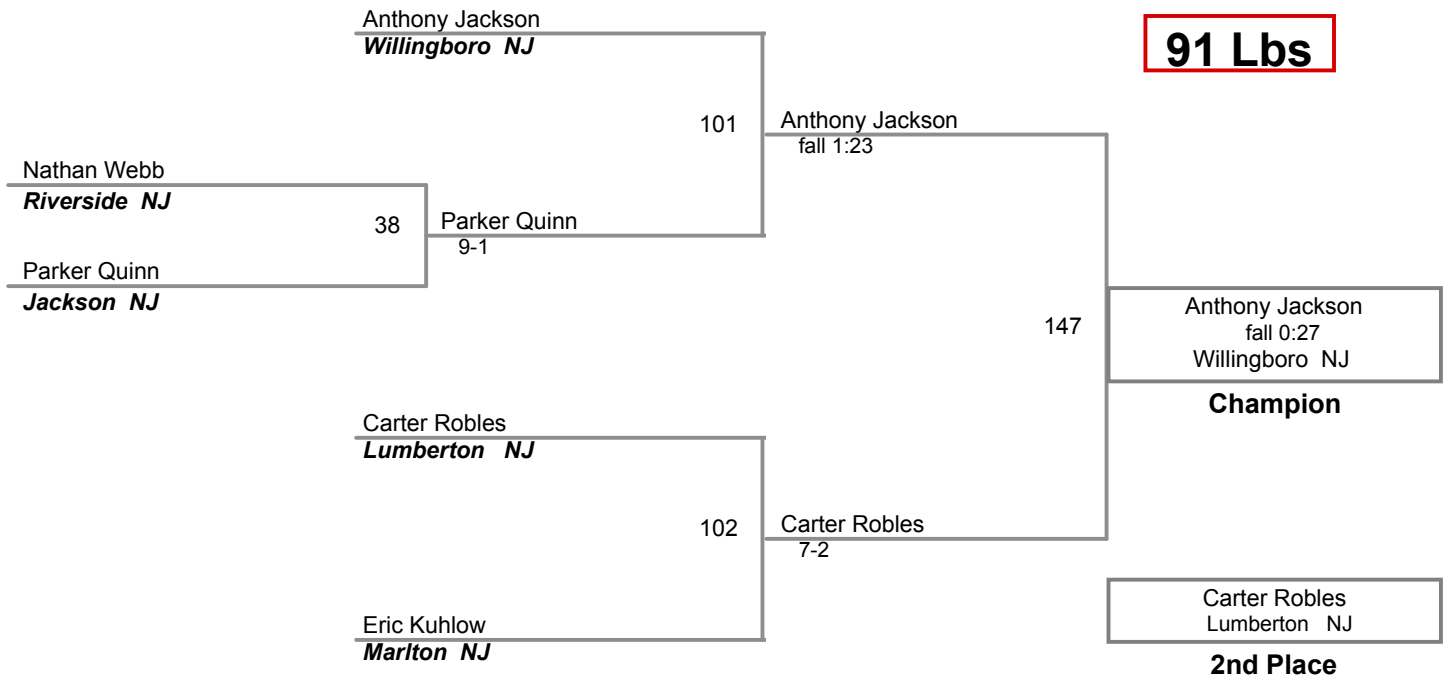 Anthony Jackson
Willingboro NJ
91 Lbs
101
Anthony Jackson
fall 1:23
Nathan Webb
Riverside NJ
38
Parker Quinn
9-1
Parker Quinn
Jackson NJ
147
Anthony Jackson
fall 0:27
Willingboro NJ
Champion
Carter Robles
Lumberton NJ
102
Carter Robles
7-2
Eric Kuhlow
Marlton NJ
Carter Robles
Lumberton NJ
2nd Place